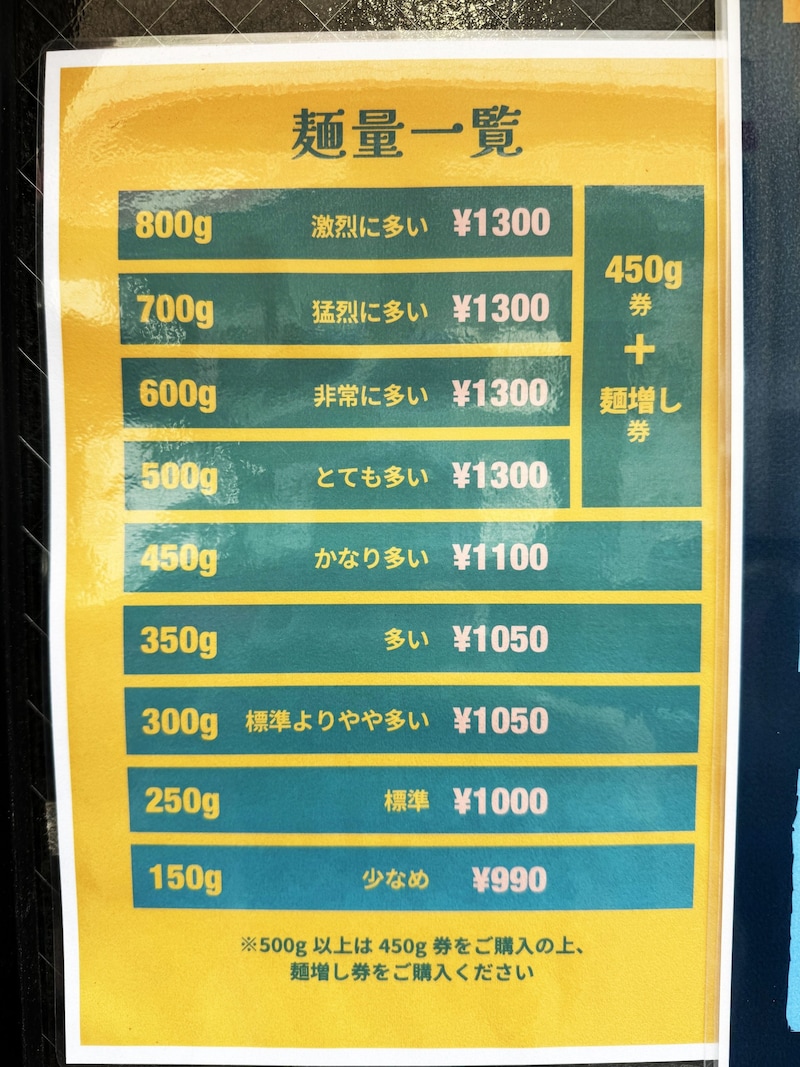 麺量一覧
800g 激烈に多い ¥1300
700g 猛烈に多い ¥1300
600g 非常に多い ¥1300
500g とても多い ¥1300
450g
券
+
麺増し
券
450g かなり多い ¥1100
350g 多い ¥1050
300g 標準よりやや多い ¥1050
250g 標準 ¥1000
150g 少なめ ¥990
※500g 以上は 450g 券をご購入の上、
麺増し券をご購入ください